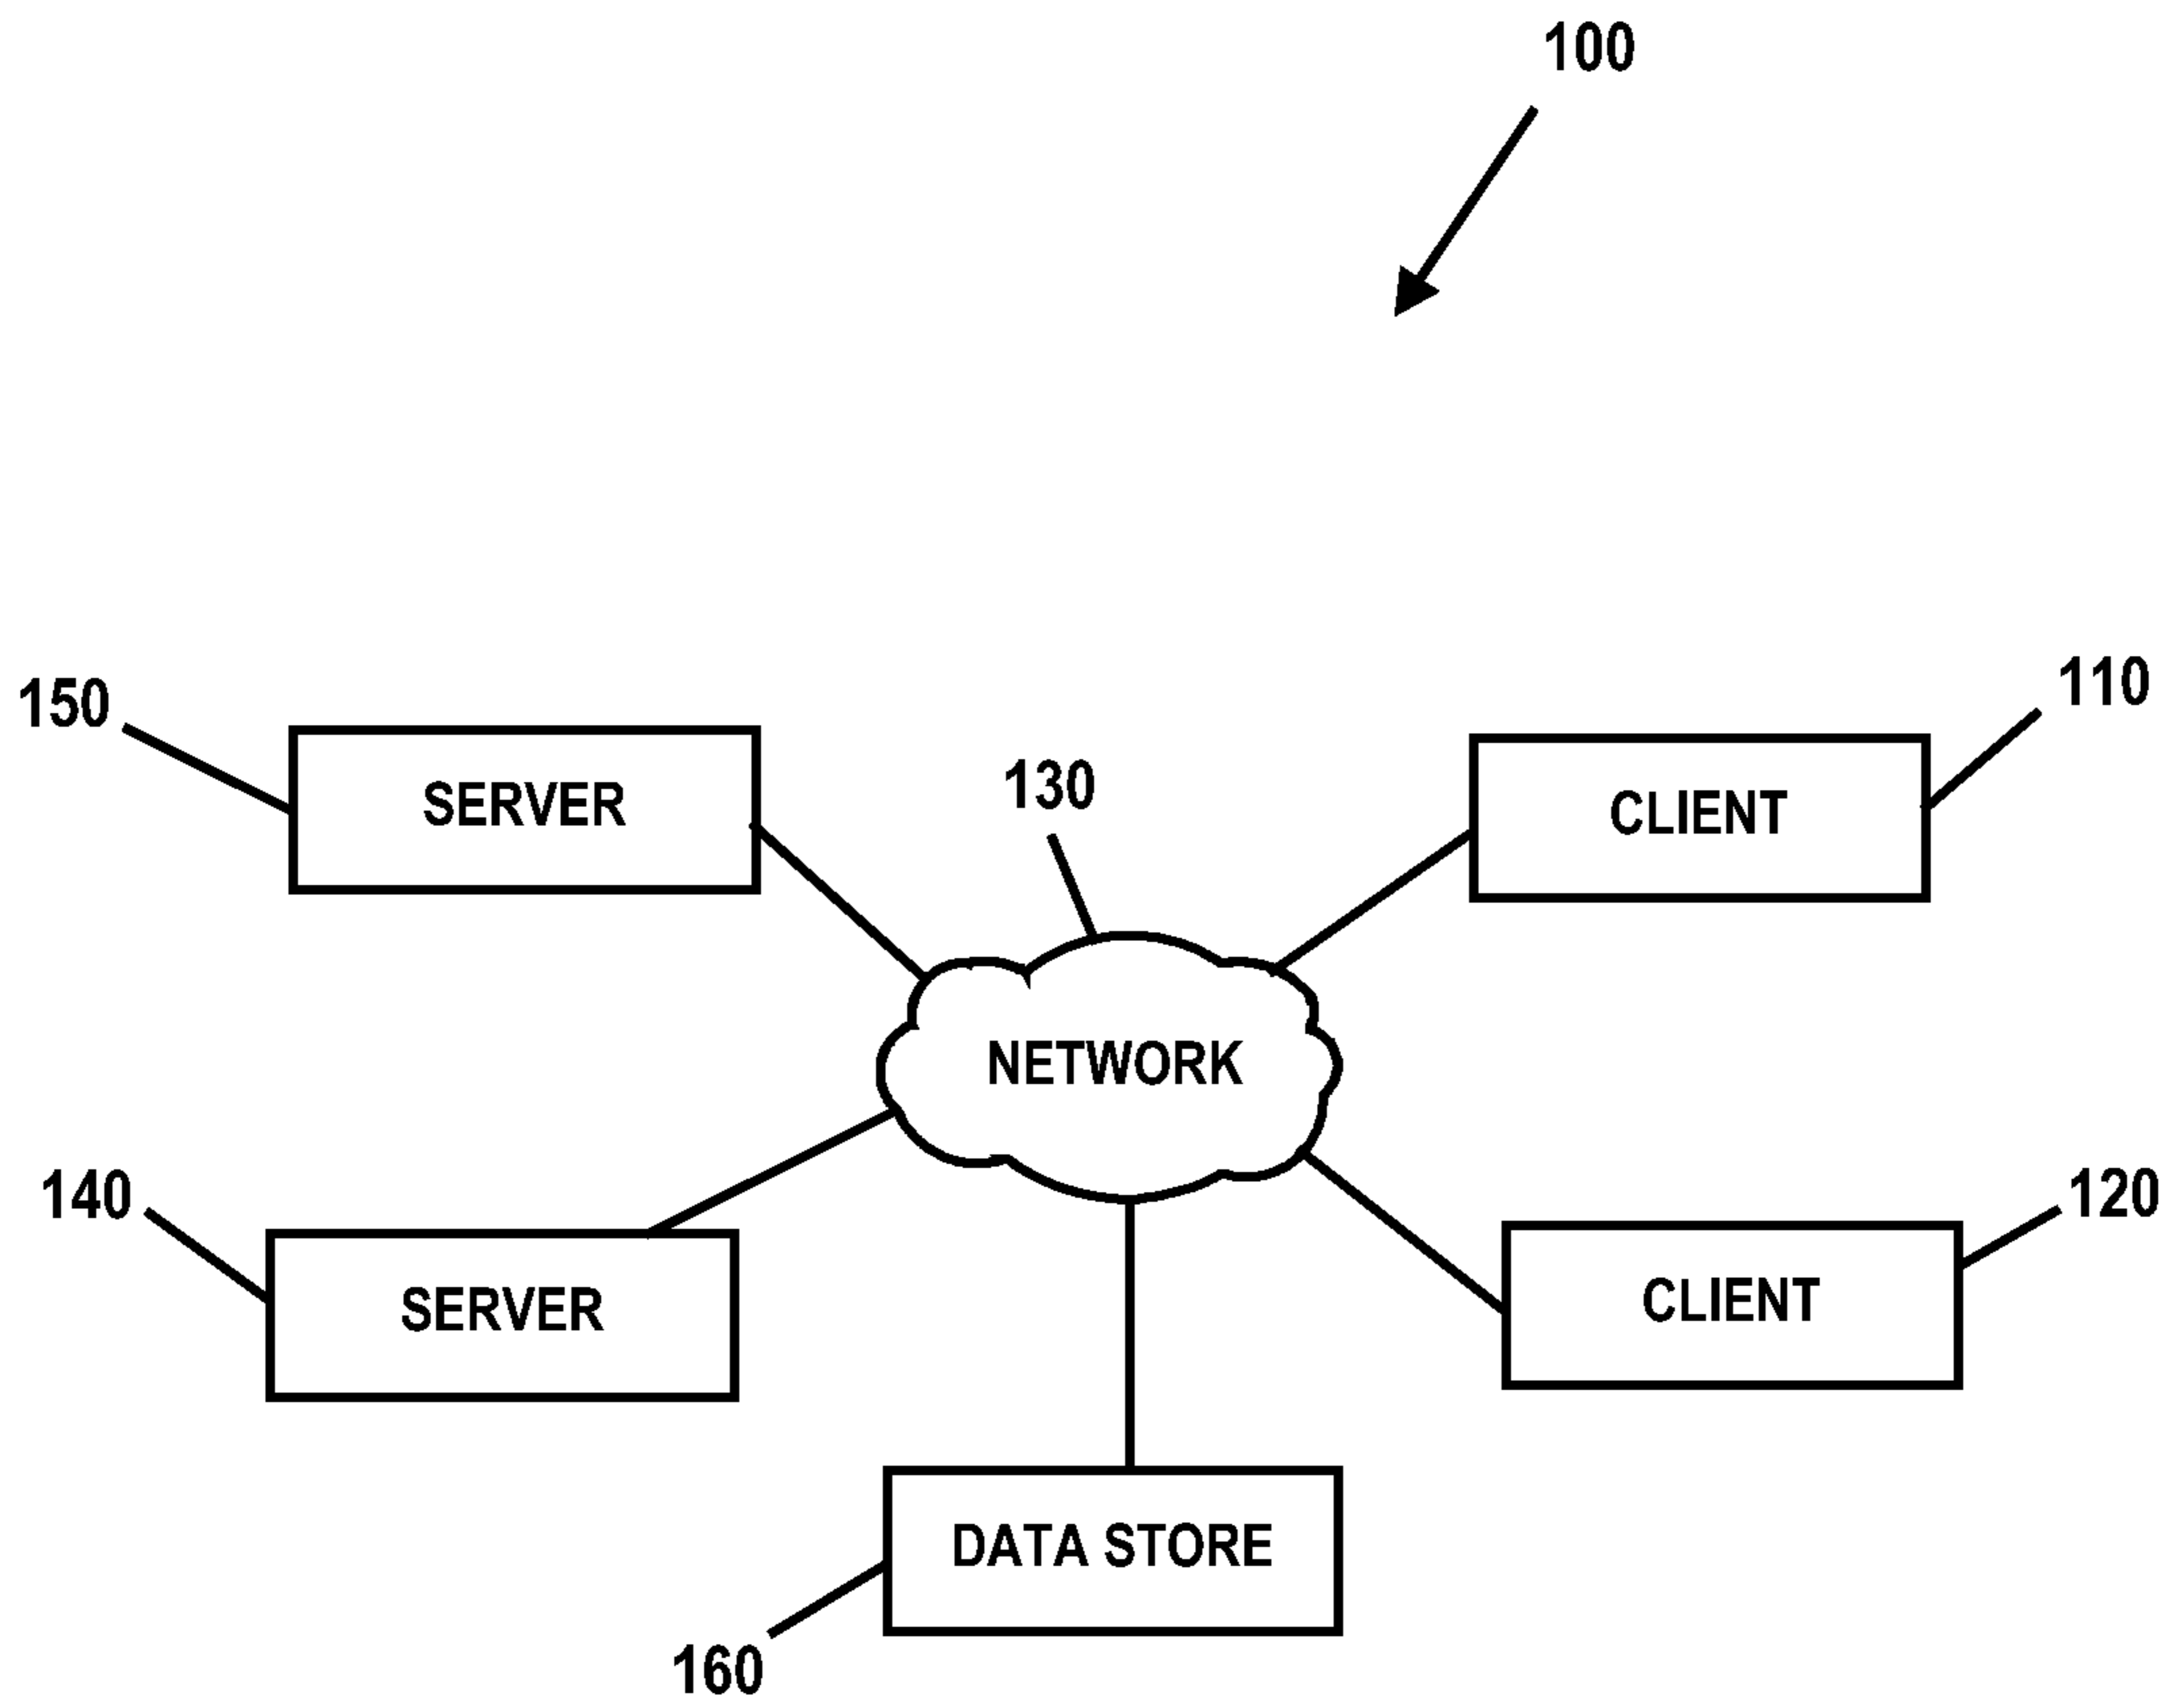 100
150
110
SERVER
130
CLIENT
NETWORK
140
120
SERVER
CLIENT
DATA STORE
160